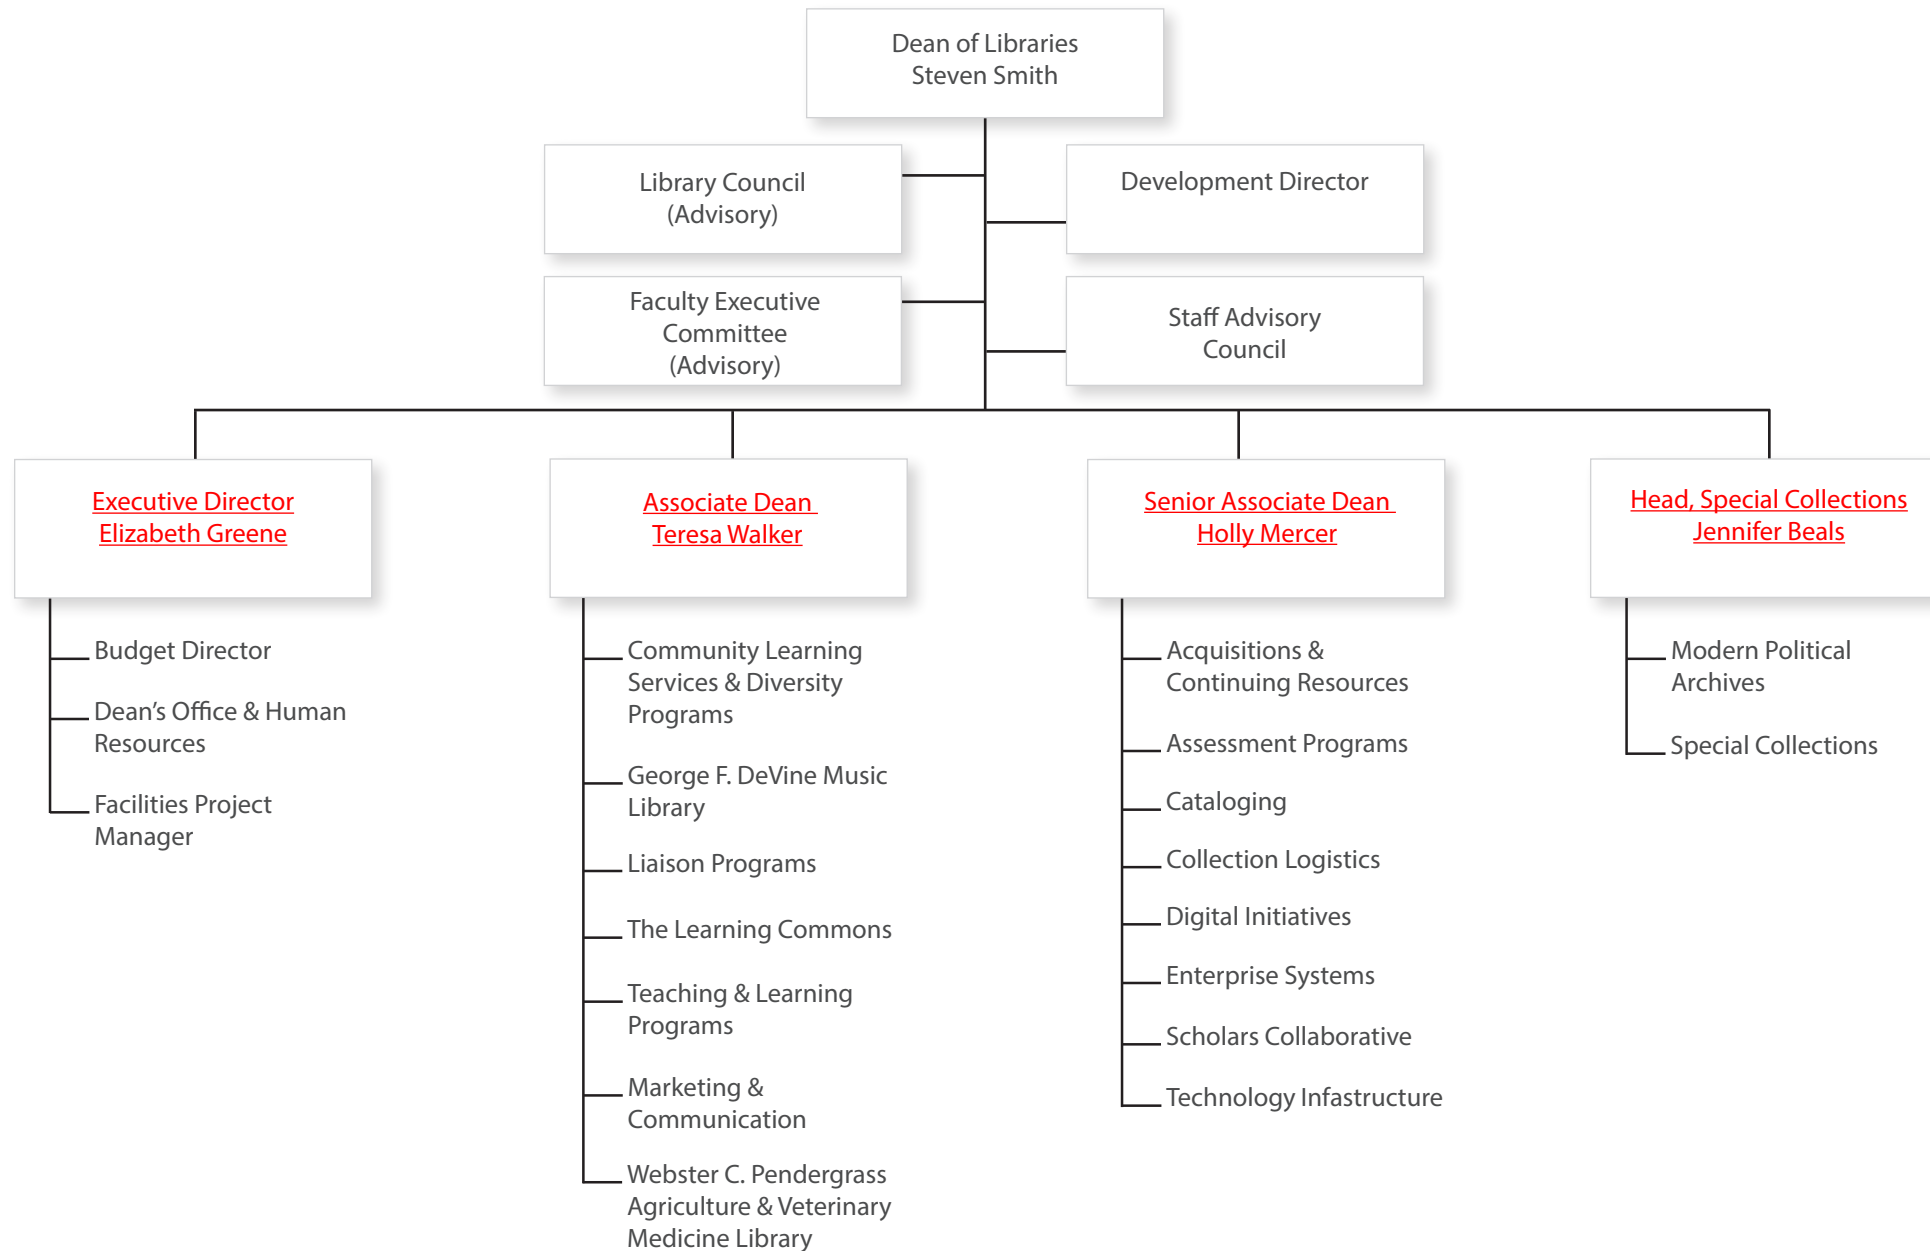 Dean of Libraries
Steven Smith
Library Council
(Advisory)
Development Director
Faculty Executive
Committee
(Advisory)
Staff Advisory
Council
Executive Director
Elizabeth Greene
Budget Director
Dean’s Office & Human
Resources
Facilities Project
Manager
Associate Dean
Teresa Walker
Community Learning
Services & Diversity
Programs
George F. DeVine Music
Library
Liaison Programs
The Learning Commons
Teaching & Learning
Programs
Marketing &
Communication
Webster C. Pendergrass
Agriculture & Veterinary
Medicine Library
Senior Associate Dean
Holly Mercer
Acquisitions &
Continuing Resources
Assessment Programs
Cataloging
Collection Logistics
Digital Initiatives
Enterprise Systems
Scholars Collaborative
Technology Infastructure
Head, Special Collections
Jennifer Beals
Modern Political
Archives
Special Collections